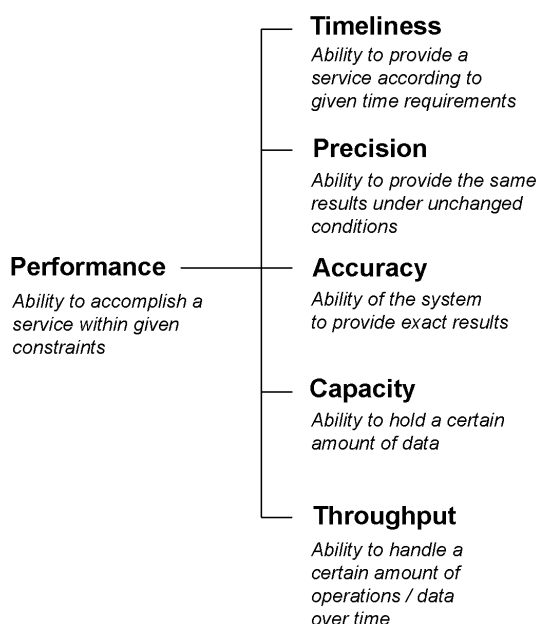 Timeliness
Ability to provide a
service according to
given time requirements
Precision
Ability to provide the same
results under unchanged
conditions
Performance
Ability to accomplish a
service within given
constraints
Accuracy
Ability of the system
to provide exact results
Capacity
Ability to hold a certain
amount of data
Throughput
Ability to handle a
certain amount of
operations / data
over time